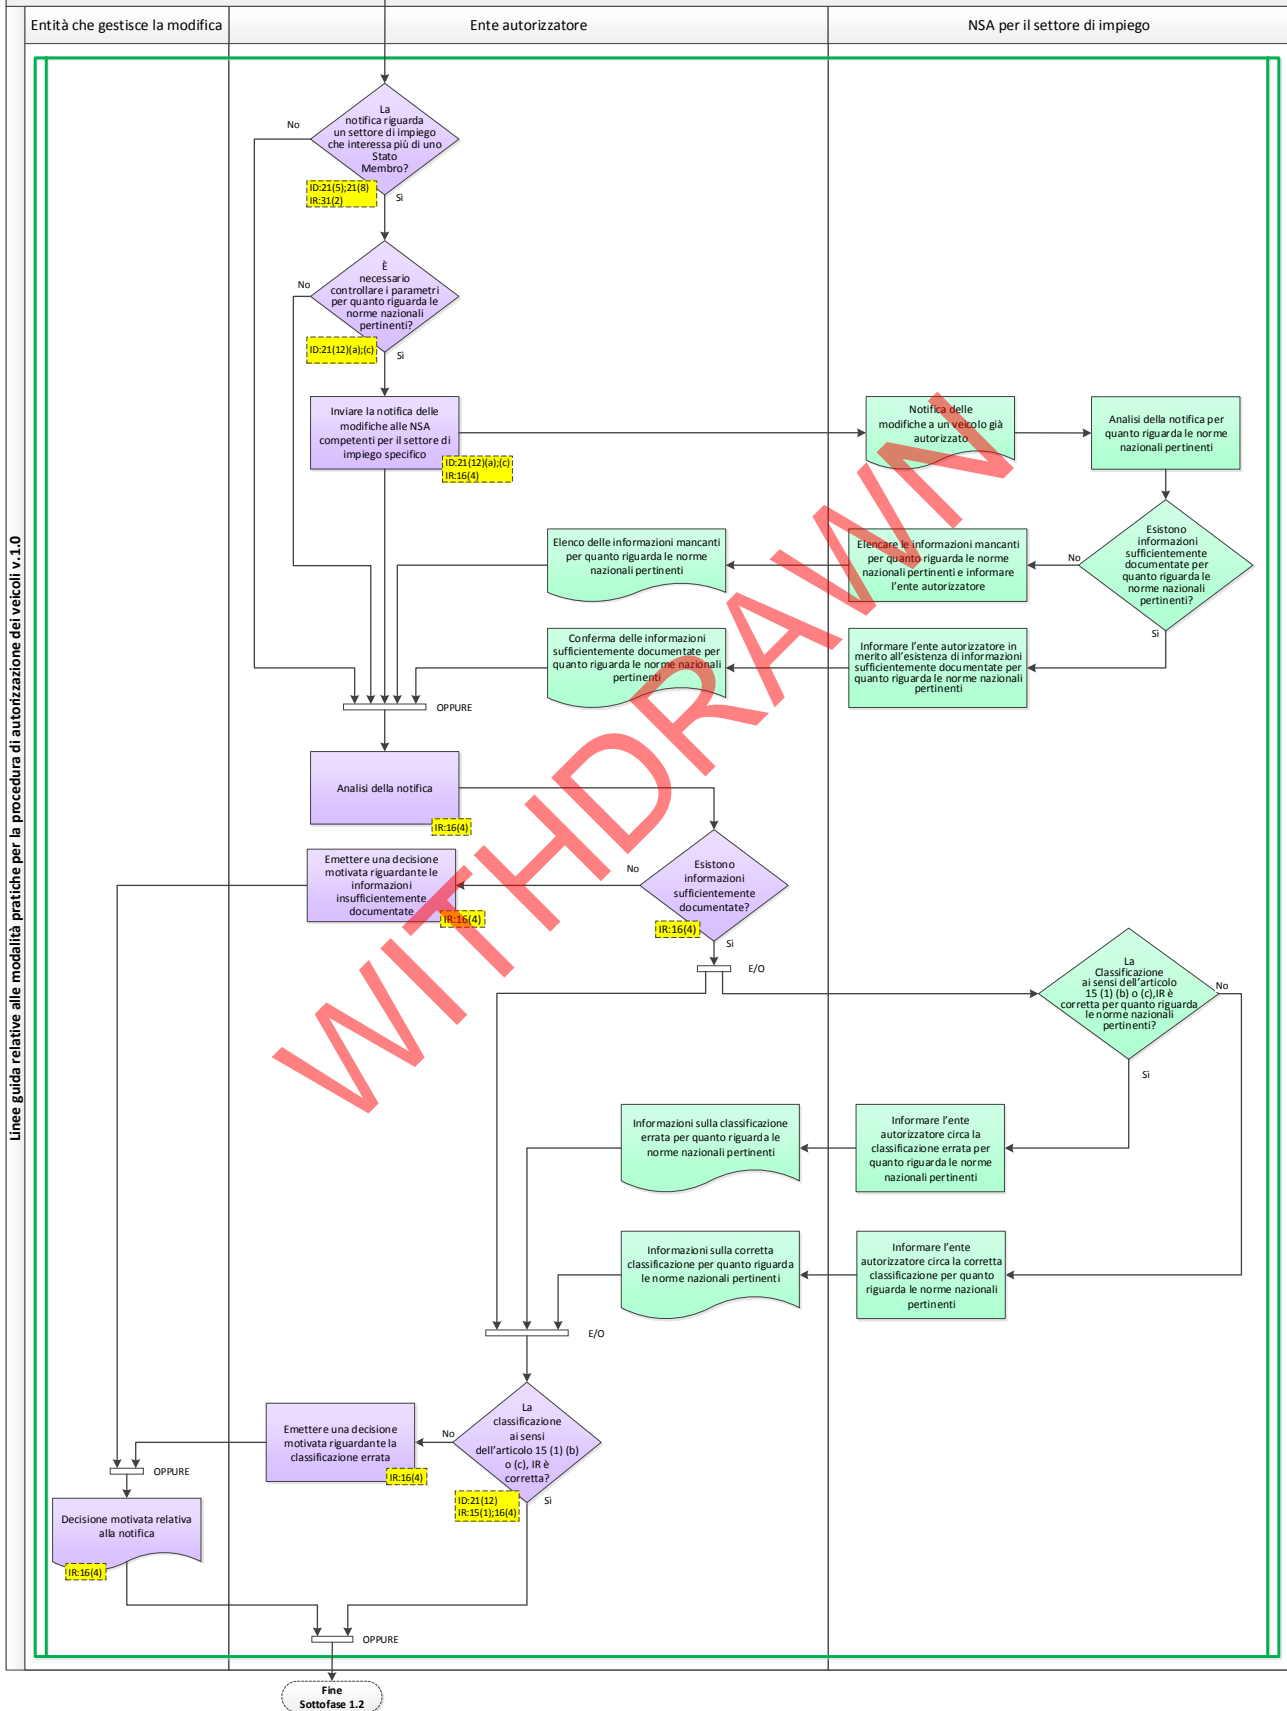 Entità che gestisce la modifica
Ente autorizzatore
NSA per il settore di impiego
Linee guida relative alle modalità pratiche per la procedura di autorizzazione dei veicoli v.1.0
La
notifica riguarda
un settore di impiego
che interessa più di uno
Stato
Membro?
No
ID:21(5);21(8)
IR:31(2)
Sì
È
necessario
controllare i parametri
per quanto riguarda le
norme nazionali
pertinenti?
No
ID:21(12)(a);(c)
Sì
Inviare la notifica delle
modifiche alle NSA
competenti per il settore di
impiego specifico
ID:21(12)(a);(c)
IR:16(4)
Notifica delle
modifiche a un veicolo già
autorizzato
Analisi della notifica per
quanto riguarda le norme
nazionali pertinenti
Esistono
informazioni
sufficientemente
documentate per
quanto riguarda le
norme nazionali
pertinenti?
No
Sì
Elencare le informazioni mancanti
per quanto riguarda le norme
nazionali pertinenti e informare
l'ente autorizzatore
Elenco delle informazioni mancanti
per quanto riguarda le norme
nazionali pertinenti
Informare l'ente autorizzatore in
merito all'esistenza di informazioni
sufficientemente documentate per
quanto riguarda le norme nazionali
pertinenti
Conferma delle informazioni
sufficientemente documentate per
quanto riguarda le norme nazionali
pertinenti
OPPURE
Analisi della notifica
IR:16(4)
Esistono
informazioni
sufficientemente
documentate?
No
IR:16(4)
Sì
Emettere una decisione
motivata riguardante le
informazioni
insufficientemente
documentate
IR:16(4)
E/O
La
Classificazione
ai sensi dell'articolo
15 (1) (b) o (c),IR è
corretta per quanto riguarda
le norme nazionali
pertinenti?
No
Sì
Informare l'ente
autorizzatore circa la
classificazione errata per
quanto riguarda le norme
nazionali pertinenti
Informazioni sulla classificazione
errata per quanto riguarda le
norme nazionali pertinenti
Informare l'ente
autorizzatore circa la corretta
classificazione per quanto
riguarda le norme nazionali
pertinenti
Informazioni sulla corretta
classificazione per quanto riguarda
le norme nazionali pertinenti
E/O
La
classificazione
ai sensi
dell'articolo 15 (1) (b)
o (c), IR è
corretta?
No
ID:21(12)
IR:15(1);16(4)
Sì
Emettere una decisione
motivata riguardante la
classificazione errata
IR:16(4)
OPPURE
Decisione motivata relativa
alla notifica
IR:16(4)
OPPURE
Fine
Sottofase 1.2
WITHDRAWN